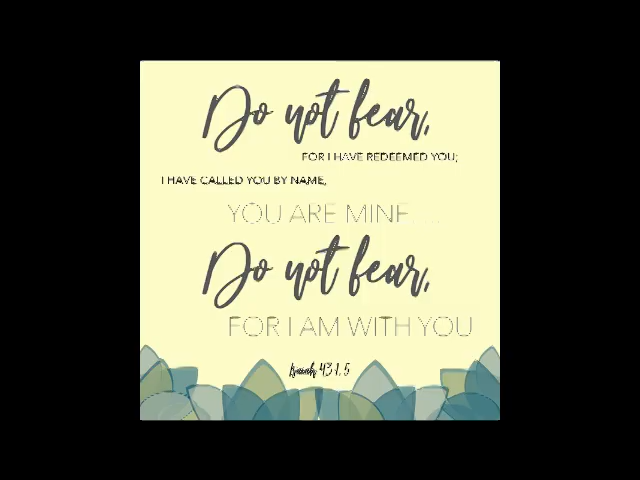 Do not fear,
FOR I HAVE REDEEMED YOU;
I HAVE CALLED YOU BY NAME,
YOU ARE MINE. . .
Do not fear,
FOR I AM WITH YOU
Isaiah 43:1, 5